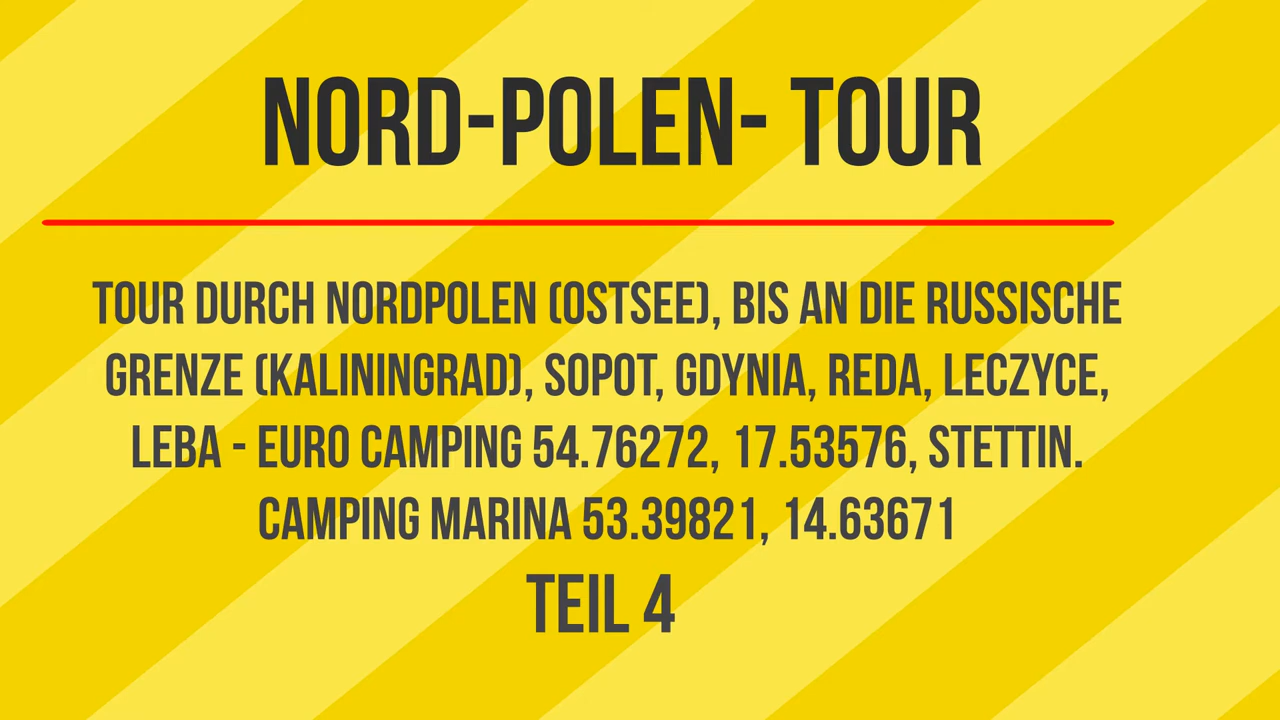 NORD-POLEN- TOUR
TOUR DURCH NORDPOLEN (OSTSEE), BIS AN DIE RUSSISCHE
GRENZE (KALININGRAD), SOPOT, GDYNIA, REDA, LECZYCE,
LEBA - EURO CAMPING 54.76272, 17.53576, STETTIN.
CAMPING MARINA 53.39821, 14.63671
TEIL 4